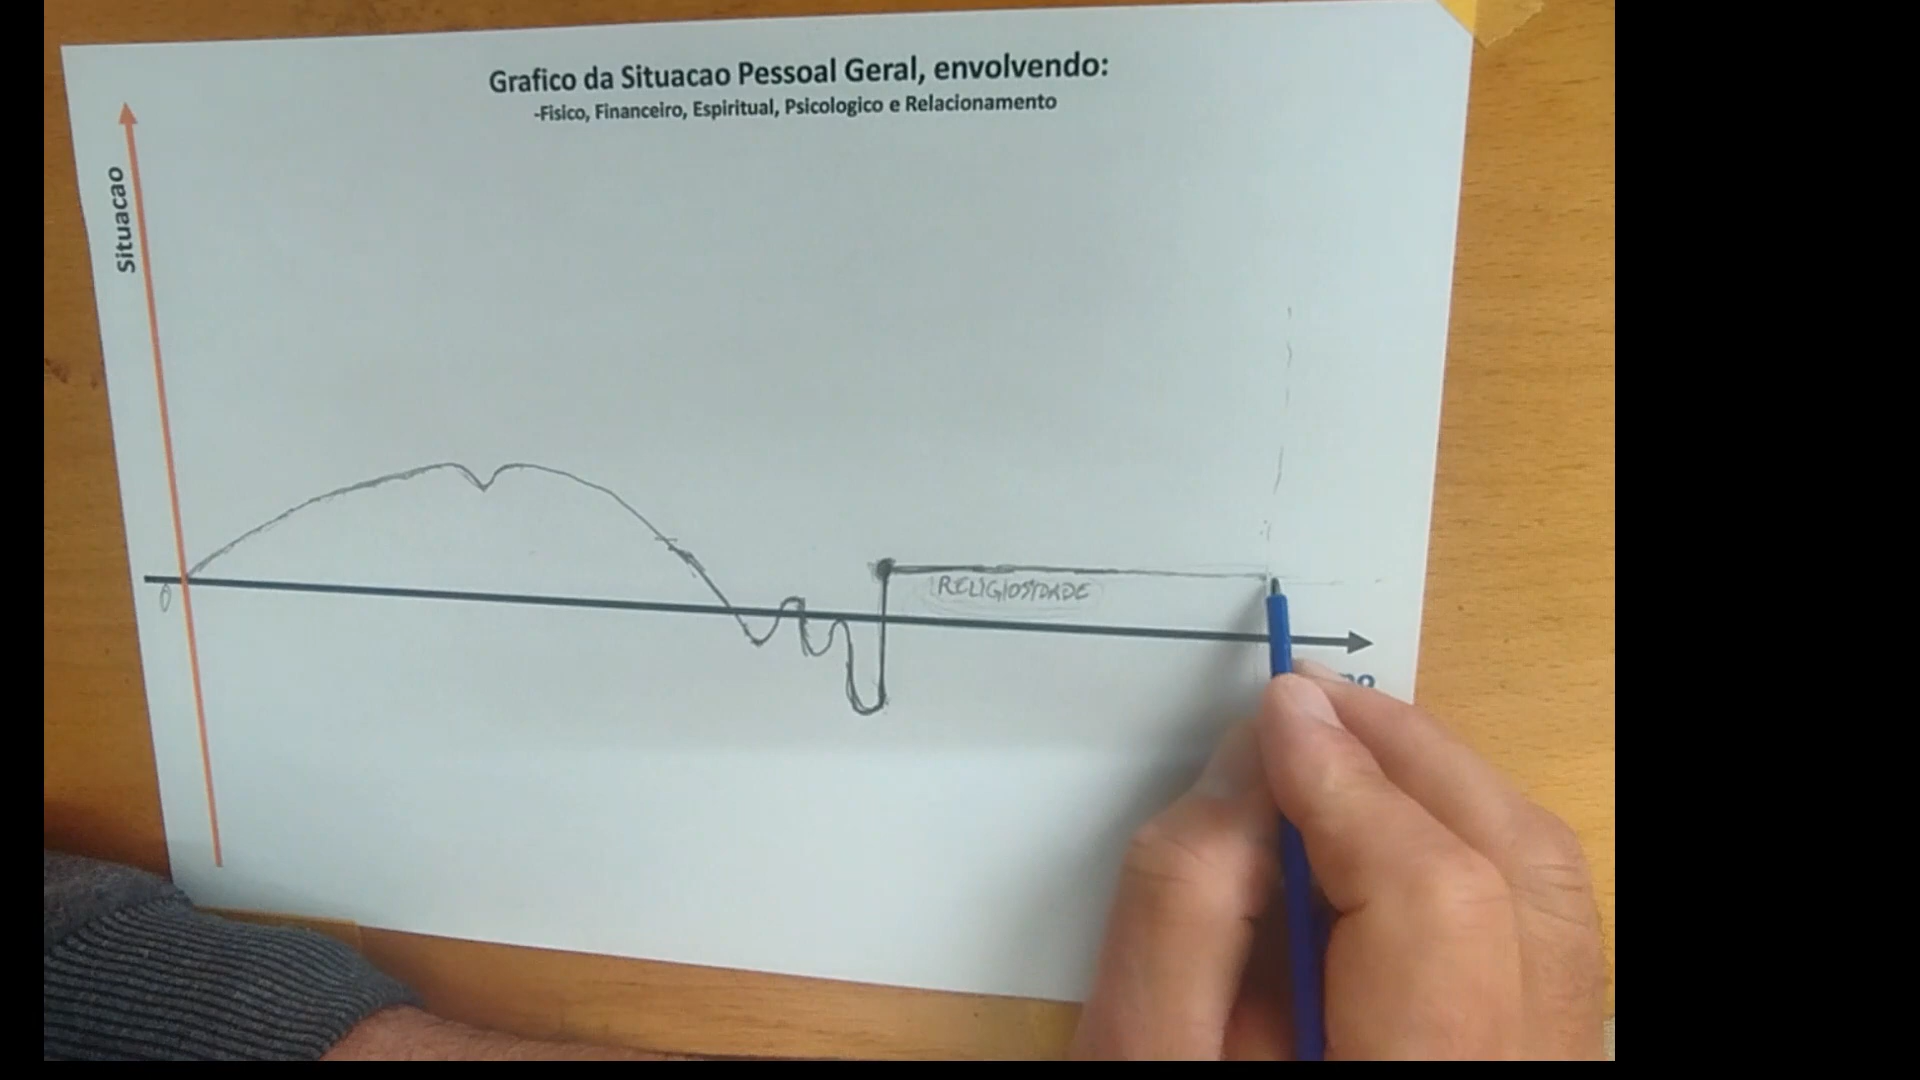 Grafico da Situacao Pessoal Geral, envolvendo:
-Fisico, Financeiro, Espiritual, Psicologico e Relacionamento
Situacao
0
RELIGIOSIDADE